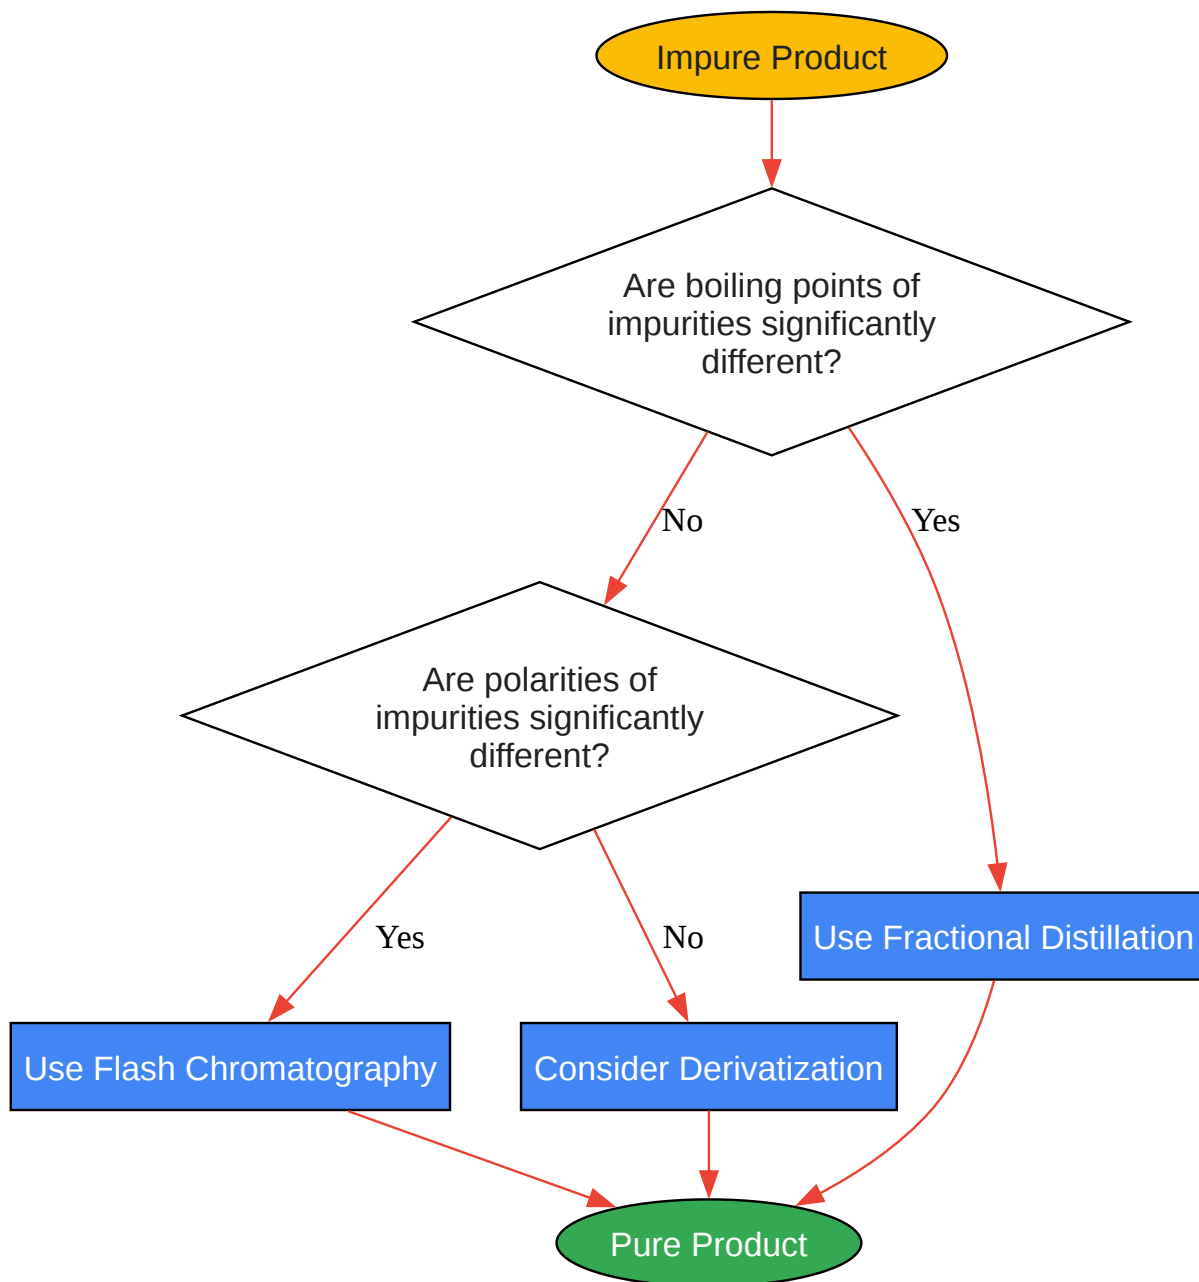 Impure Product
Are boiling points of
impurities significantly
different?
No
Yes
Are polarities of
impurities significantly
different?
Yes
No
Use Fractional Distillation
Use Flash Chromatography
Consider Derivatization
Pure Product